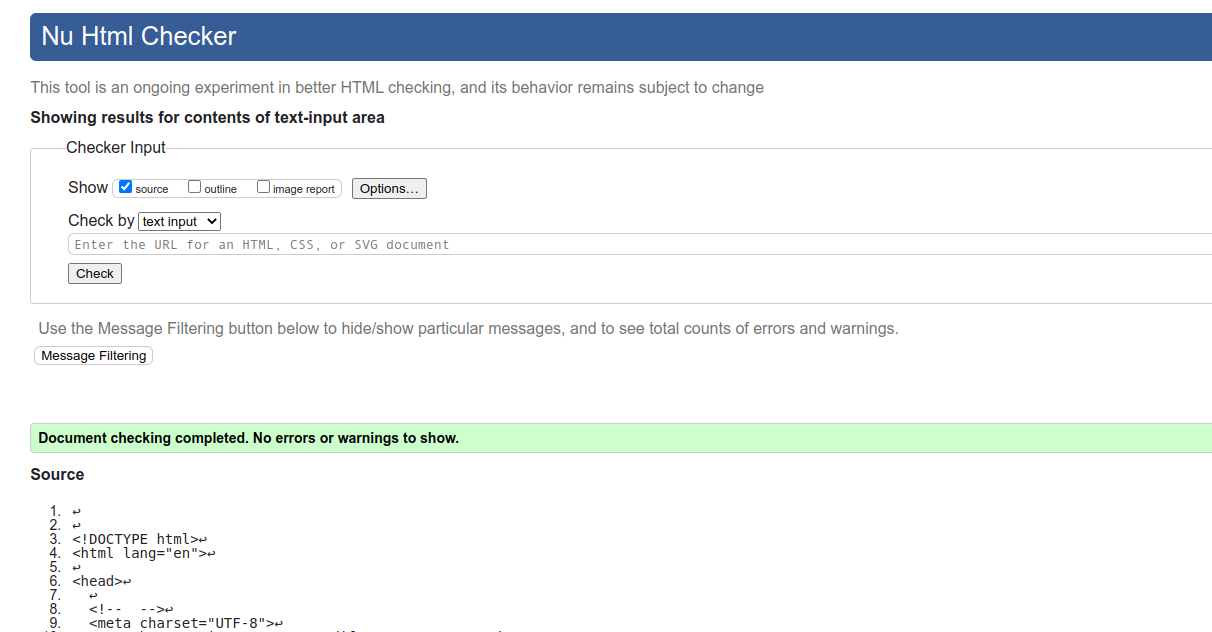 Nu Html Checker
This tool is an ongoing experiment in better HTML checking, and its behavior remains subject to change
Showing results for contents of text-input area
Checker Input
Show source outline image report Options...
Check by text input
Enter the URL for an HTML, CSS, or SVG document
Check
Use the Message Filtering button below to hide/show particular messages, and to see total counts of errors and warnings.
Message Filtering
Document checking completed. No errors or warnings to show.
Source
1. ↩
2. ↩
3. <!DOCTYPE html>↩
4. <html lang="en">↩
5. ↩
6. <head>↩
7. ↩
8. <!--  -->↩
9. <meta charset="UTF-8">↩